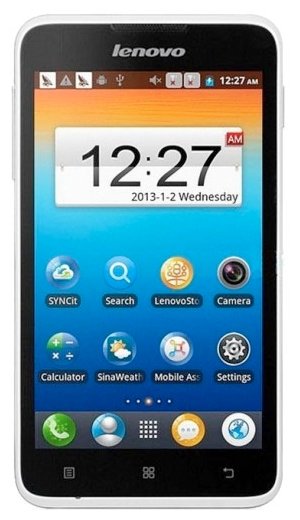 lenovo
12:27 AM
AM
12:27
2013-1-2 Wednesday
SYNCit
Search
LenovoSto
Camera
Calculator
SinaWeath
Mobile Ass
Settings